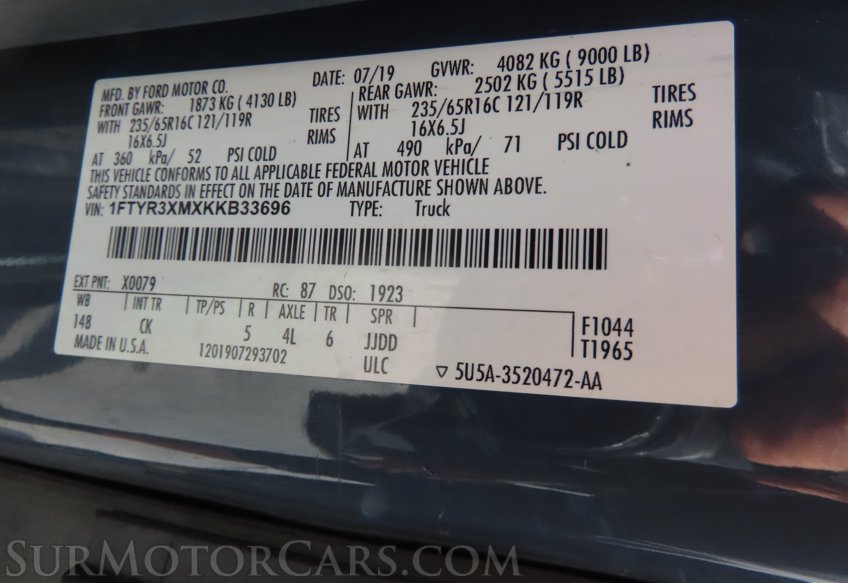 MFD. BY FORD MOTOR CO. DATE: 07/19 GVWR: 4082 KG ( 9000 LB)
FRONT GAWR: 1873 KG ( 4130 LB) REAR GAWR: 2502 KG ( 5515 LB)
WITH 235/65R16C 121/119R TIRES WITH 235/65R16C 121/119R TIRES
16X6.5J RIMS 16X6.5J RIMS
AT 360 kPa/ 52 PSI COLD AT 490 kPa/ 71 PSI COLD
THIS VEHICLE CONFORMS TO ALL APPLICABLE FEDERAL MOTOR VEHICLE
SAFETY STANDARDS IN EFFECT ON THE DATE OF MANUFACTURE SHOWN ABOVE.
VIN: 1FTYR3XMXKKB33696 TYPE: Truck
EXT PNT: X0079 RC: 87 DSO: 1923
WB INT TR TP/PS R AXLE TR SPR F1044
148 CK 5 4L 6 JJDD T1965
MADE IN U.S.A. 1201907293702 ULC ▽ 5U5A-3520472-AA
SURMOTORCARS.COM